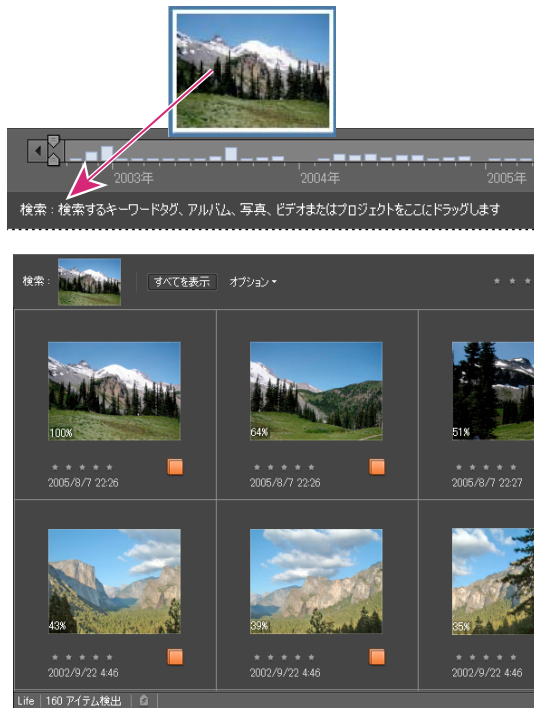 2003年 2004年 2005年
検索 : 検索するキーワードタグ、アルバム、写真、ビデオまたはプロジェクトをここにドラッグします
検索 : すべてを表示 オプション
100% 64% 51%
2005/8/7 22:26 2005/8/7 22:26 2005/8/7 22:27
43% 39% 35%
2002/9/22 4:46 2002/9/22 4:46 2002/9/22 4:46
Life 160 アイテム検出